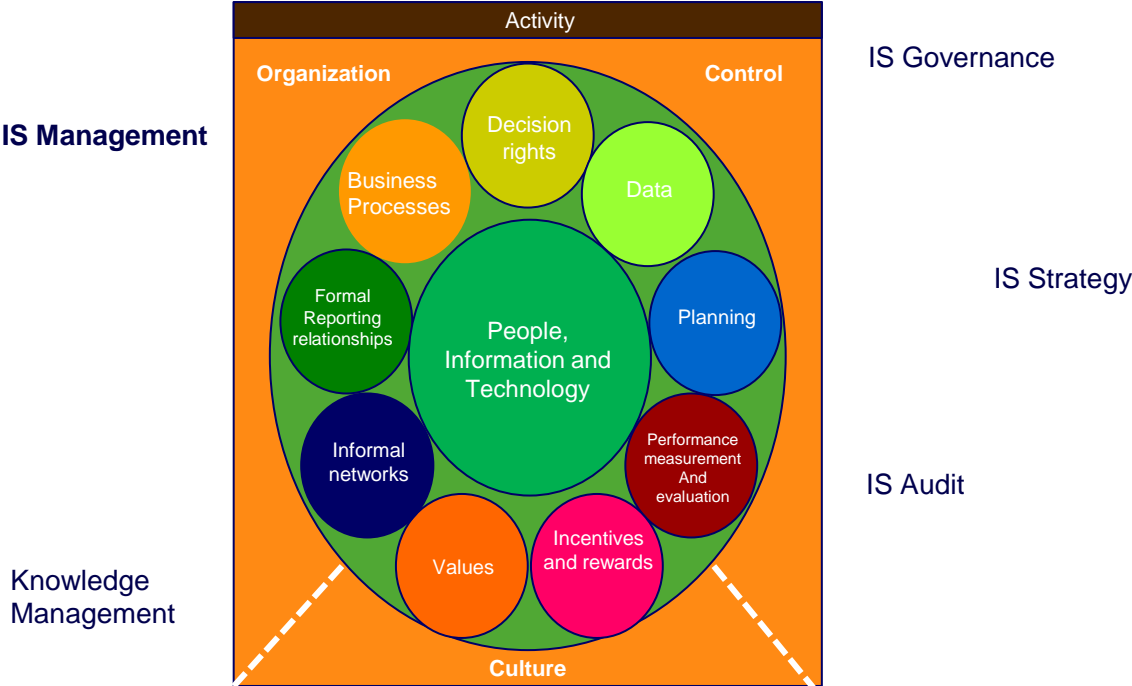 Activity
IS Governance
Organization
Control
IS Management
Decision
rights
Business
Processes
Data
IS Strategy
Formal
Reporting
relationships
People,
Information and
Technology
Planning
Informal
networks
Performance
measurement
And
evaluation
IS Audit
Values
Incentives
and rewards
Knowledge
Management
Culture